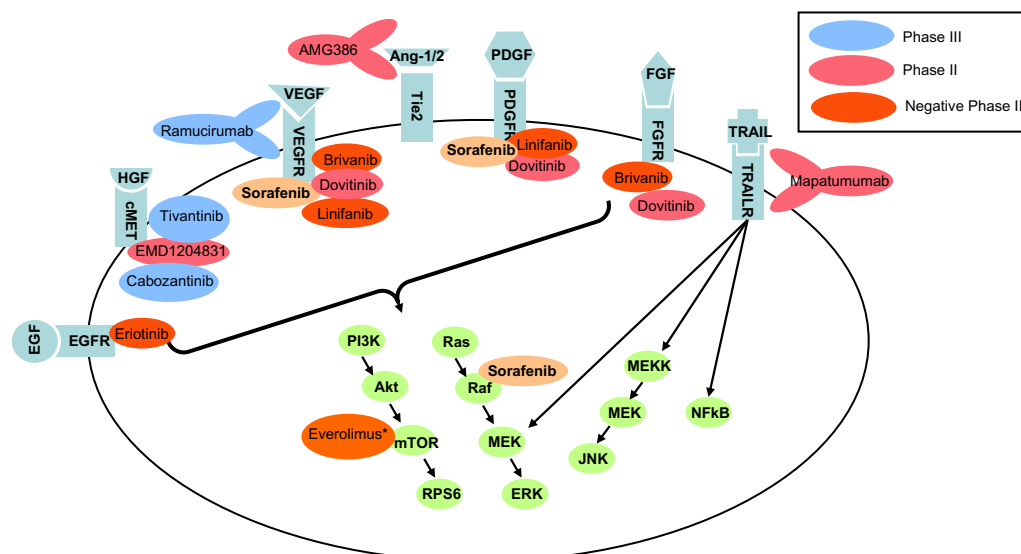 Phase III
Phase II
Negative Phase II
AMG386
Ang-1/2
Tie2
PDGF
PDGFR
Sorafenib
Linifanib
Dovitinib
FGF
FGFR
Brivanib
Dovitinib
TRAIL
TRAILR
Mapatumumab
VEGF
VEGFR
Ramucirumab
Brivanib
Dovitinib
Sorafenib
Linifanib
HGF
cMET
Tivantinib
EMD1204831
Cabozantinib
EGF
EGFR
Eriotinib
PI3K
Akt
Everolimus*
mTOR
RPS6
Ras
Raf
Sorafenib
MEK
ERK
MEKK
MEK
JNK
NFkB